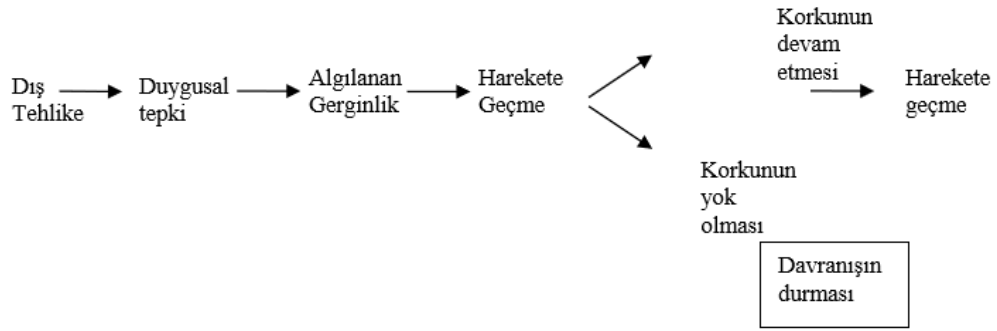 Dış
Tehlike
Duygusal
tepki
Algılanan
Gerginlik
Harekete
Geçme
Korkunun
devam
etmesi
Harekete
geçme
Korkunun
yok
olması
Davranışın
durması